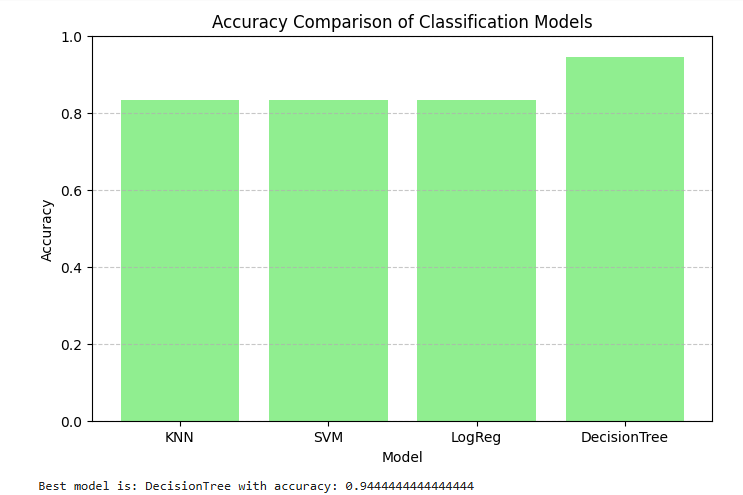 Accuracy Comparison of Classification Models
1.0
0.8
0.6
0.4
0.2
0.0
Accuracy
KNN SVM LogReg DecisionTree
Model
Best model is: DecisionTree with accuracy: 0.9444444444444444